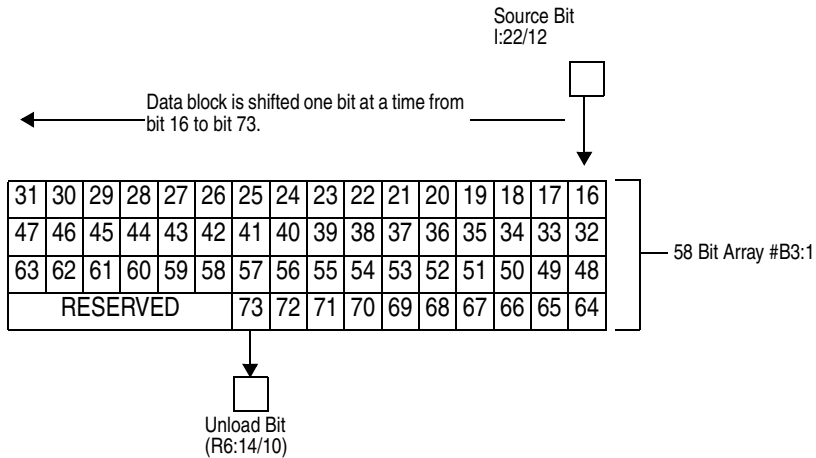 Source Bit
I:22/12
Data block is shifted one bit at a time from
bit 16 to bit 73.
31 30 29 28 27 26 25 24 23 22 21 20 19 18 17 16
47 46 45 44 43 42 41 40 39 38 37 36 35 34 33 32
58 Bit Array #B3:1
63 62 61 60 59 58 57 56 55 54 53 52 51 50 49 48
RESERVED 73 72 71 70 69 68 67 66 65 64
Unload Bit
(R6:14/10)